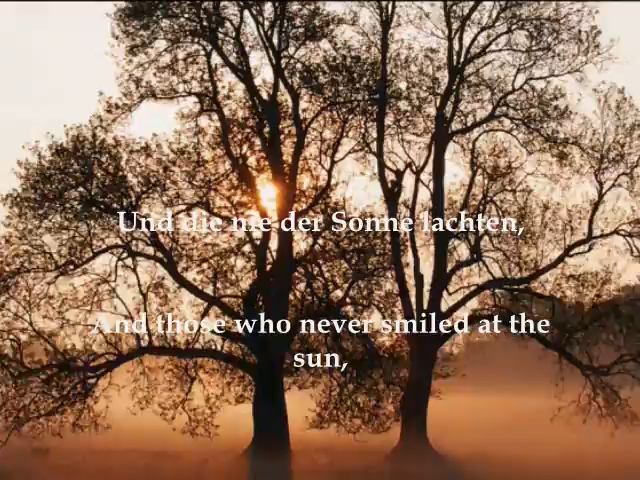 Und die nie der Sonne lachten,
And those who never smiled at the
sun,